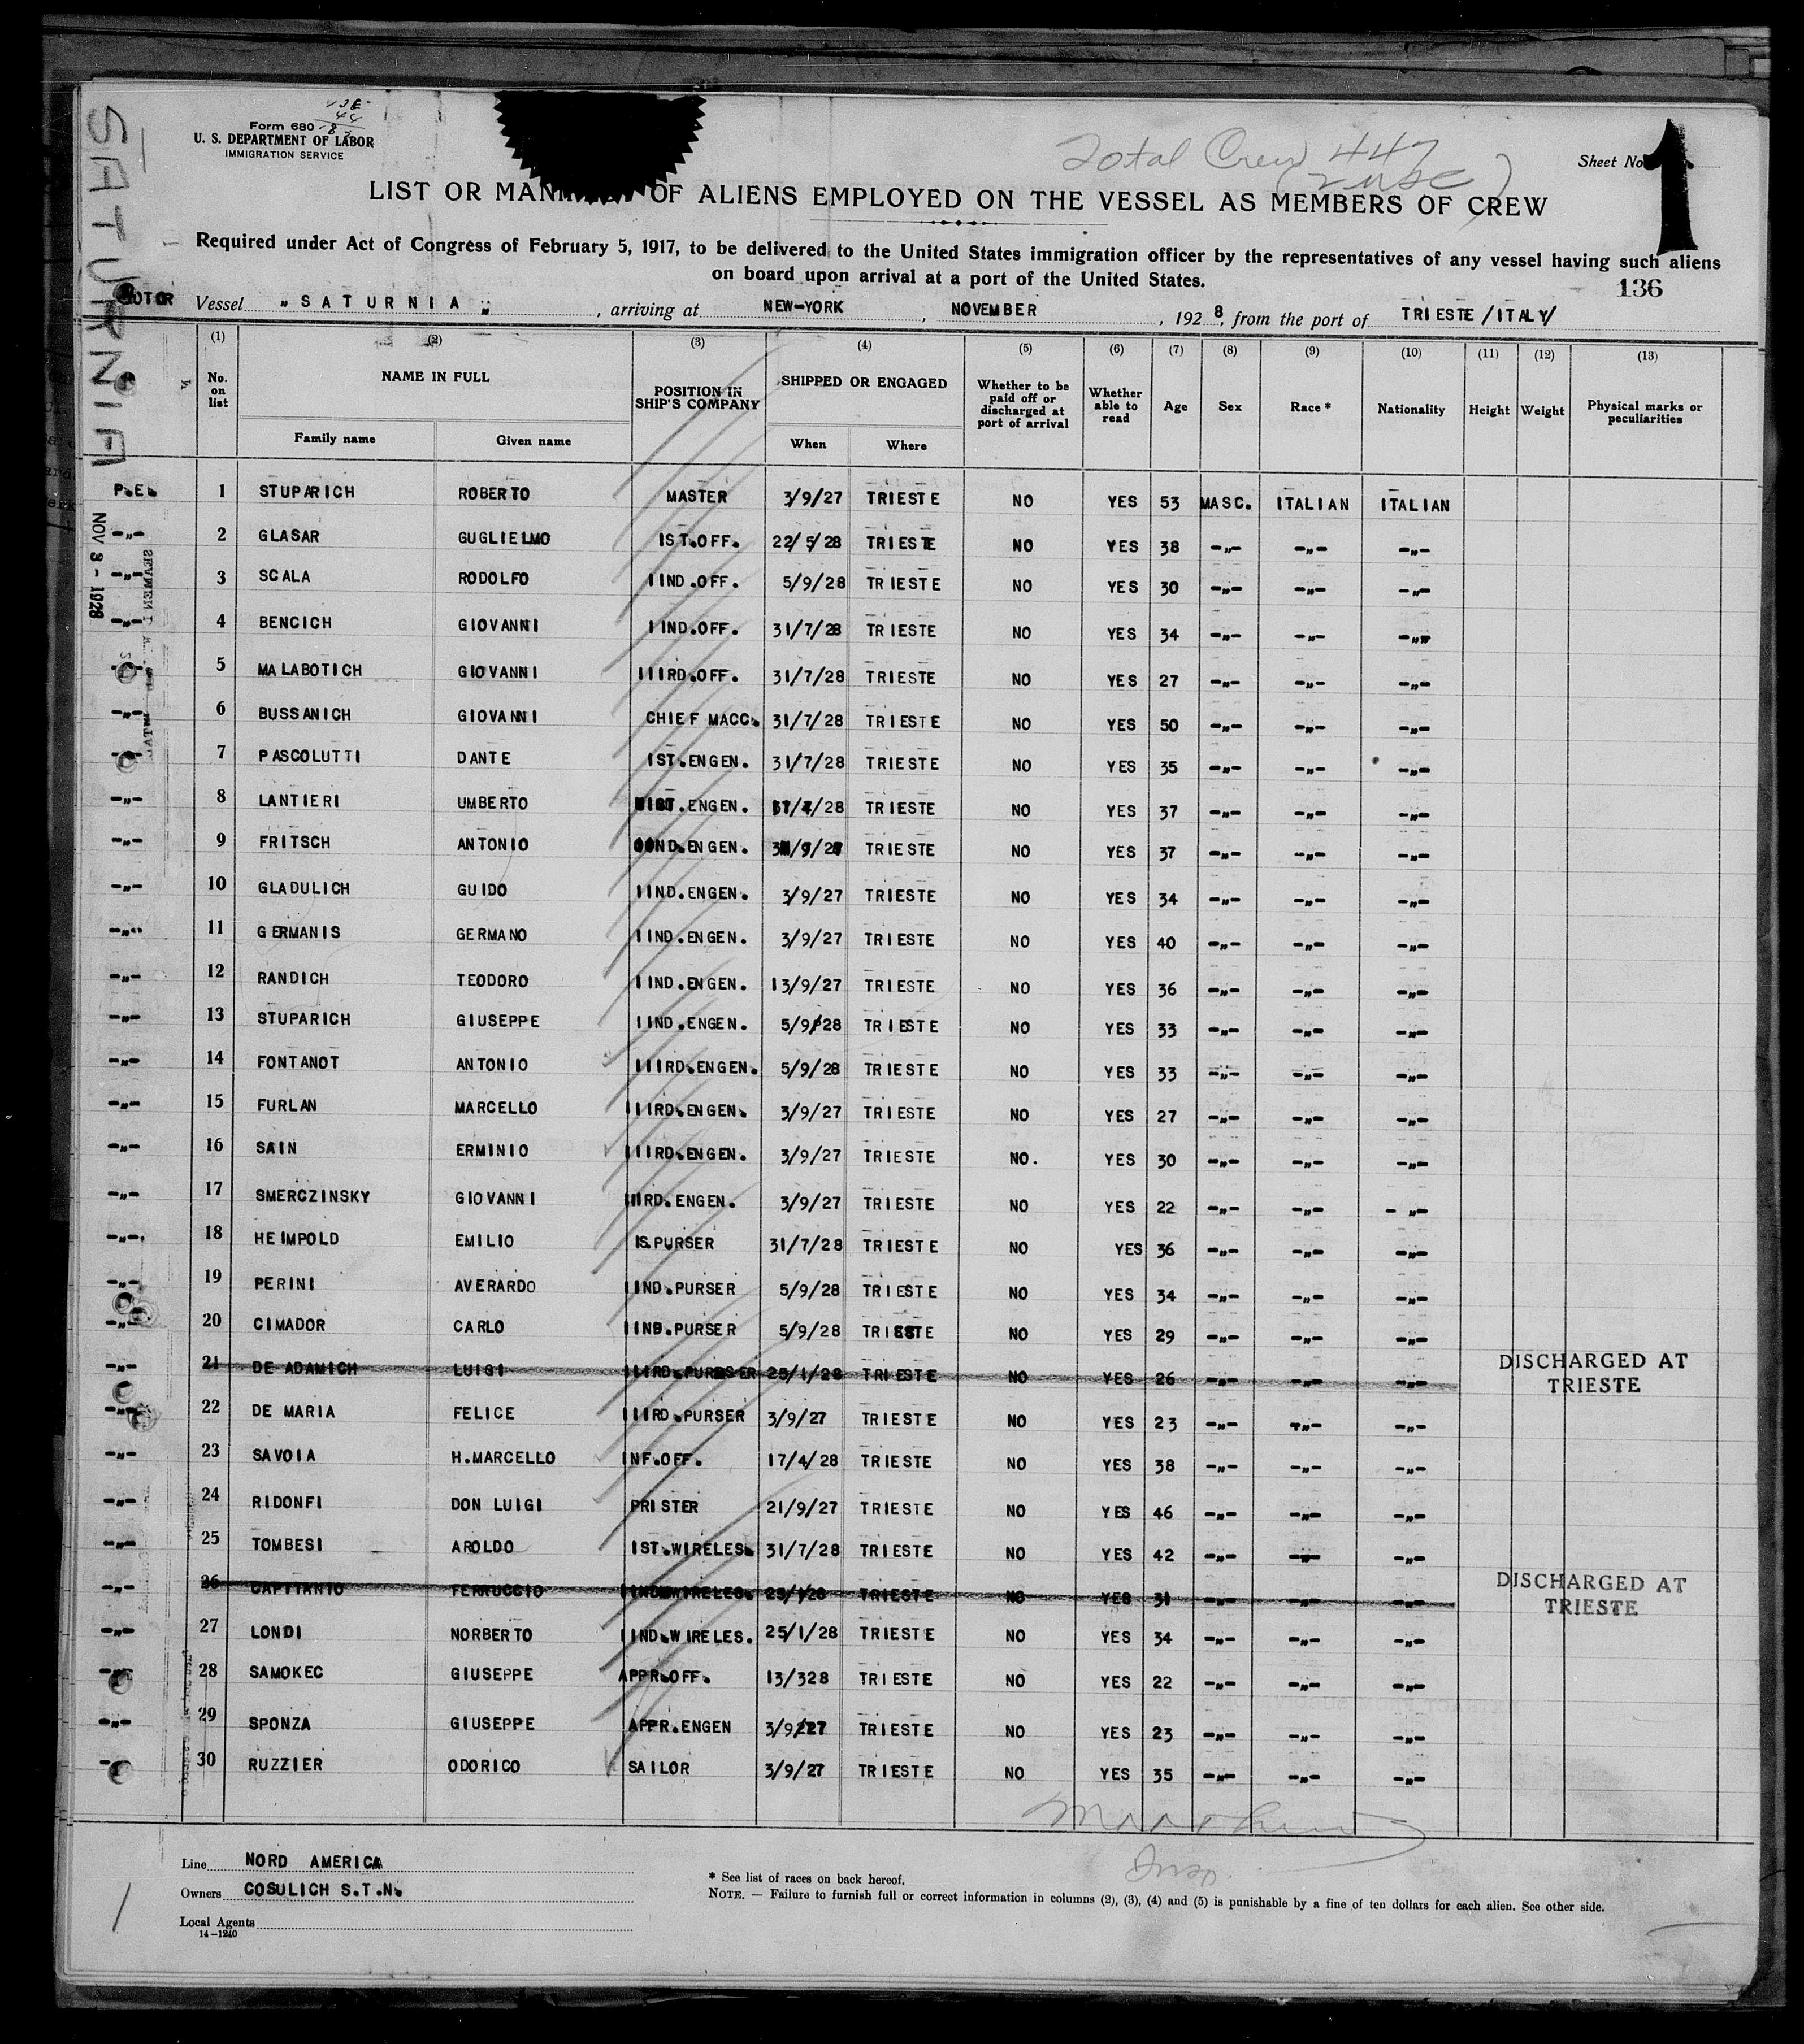 SATURNIA
Form 680
U. S. DEPARTMENT OF LABOR
IMMIGRATION SERVICE
Total Crew 447
Sheet No. 1
LIST OR MAN OF ALIENS EMPLOYED ON THE VESSEL AS MEMBERS OF CREW
Required under Act of Congress of February 5, 1917, to be delivered to the United States immigration officer by the representatives of any vessel having such aliens
on board upon arrival at a port of the United States.
136
MOTOR Vessel "SATURNIA", arriving at NEW-YORK, NOVEMBER, 1928, from the port of TRIESTE/ITALY/
(1) (2) (3) (4) (5) (6) (7) (8) (9) (10) (11) (12) (13)
No. on list NAME IN FULL POSITION IN SHIP'S COMPANY SHIPPED OR ENGAGED Whether to be paid off or discharged at port of arrival Whether able to read Age Sex Race * Nationality Height Weight Physical marks or peculiarities
Family name Given name When Where
NOV 3 - 1928
P.E. 1 STUPARICH ROBERTO MASTER 3/9/27 TRIESTE NO YES 53 MASC. ITALIAN ITALIAN
-"- 2 GLASAR GUGLIELMO IST.OFF. 22/5/28 TRIESTE NO YES 38 -"- -"- -"-
-"- 3 SCALA RODOLFO IIND.OFF. 5/9/28 TRIESTE NO YES 30 -"- -"- -"-
-"- 4 BENCICH GIOVANNI IIND.OFF. 31/7/28 TRIESTE NO YES 34 -"- -"- -"-
-"- 5 MALABOTICH GIOVANNI IIIRD.OFF. 31/7/28 TRIESTE NO YES 27 -"- -"- -"-
-"- 6 BUSSANICH GIOVANNI CHIEF MACC. 31/7/28 TRIESTE NO YES 50 -"- -"- -"-
-"- 7 PASCOLUTTI DANTE IST.ENGEN. 31/7/28 TRIESTE NO YES 35 -"- -"- -"-
-"- 8 LANTIERI UMBERTO IST.ENGEN. /28 TRIESTE NO YES 37 -"- -"- -"-
-"- 9 FRITSCH ANTONIO IIND.ENGEN. 3/9/27 TRIESTE NO YES 37 -"- -"- -"-
-"- 10 GLADULICH GUIDO IIND.ENGEN. 3/9/27 TRIESTE NO YES 34 -"- -"- -"-
-"- 11 GERMANIS GERMANO IIND.ENGEN. 3/9/27 TRIESTE NO YES 40 -"- -"- -"-
-"- 12 RANDICH TEODORO IIND.ENGEN. 13/9/27 TRIESTE NO YES 36 -"- -"- -"-
-"- 13 STUPARICH GIUSEPPE IIND.ENGEN. 5/9/28 TRIESTE NO YES 33 -"- -"- -"-
-"- 14 FONTANOT ANTONIO IIIRD.ENGEN. 5/9/28 TRIESTE NO YES 33 -"- -"- -"-
-"- 15 FURLAN MARCELLO IIIRD.ENGEN. 3/9/27 TRIESTE NO YES 27 -"- -"- -"-
-"- 16 SAIN ERMINIO IIIRD.ENGEN. 3/9/27 TRIESTE NO. YES 30 -"- -"- -"-
-"- 17 SMERCZINSKY GIOVANNI IIIRD.ENGEN. 3/9/27 TRIESTE NO YES 22 -"- -"- -"-
-"- 18 HEIMPOLD EMILIO IS.PURSER 31/7/28 TRIESTE NO YES 36 -"- -"- -"-
-"- 19 PERINI AVERARDO IIND.PURSER 5/9/28 TRIESTE NO YES 34 -"- -"- -"-
-"- 20 CIMADOR CARLO IIND.PURSER 5/9/28 TRIESTE NO YES 29 -"- -"- -"-
-"- 21 DE ADAMICH LUIGI IIIRD.PURSER 25/1/28 TRIESTE NO YES 26 -"- -"- -"- DISCHARGED AT TRIESTE
-"- 22 DE MARIA FELICE IIIRD.PURSER 3/9/27 TRIESTE NO YES 23 -"- -"- -"-
-"- 23 SAVOIA H.MARCELLO INF.OFF. 17/4/28 TRIESTE NO YES 38 -"- -"- -"-
-"- 24 RIDONFI DON LUIGI PRISTER 21/9/27 TRIESTE NO YES 46 -"- -"- -"-
-"- 25 TOMBESI AROLDO IST.WIRELES. 31/7/28 TRIESTE NO YES 42 -"- -"- -"-
-"- 26 CAPITANIO FERRUCCIO IIND.WIRELES. 25/1/28 TRIESTE NO YES 31 -"- -"- -"- DISCHARGED AT TRIESTE
-"- 27 LONDI NORBERTO IIND.WIRELES. 25/1/28 TRIESTE NO YES 34 -"- -"- -"-
-"- 28 SAMOKEC GIUSEPPE APPR.OFF. 13/328 TRIESTE NO YES 22 -"- -"- -"-
-"- 29 SPONZA GIUSEPPE APPR.ENGEN 3/9/27 TRIESTE NO YES 23 -"- -"- -"-
-"- 30 RUZZIER ODORICO SAILOR 3/9/27 TRIESTE NO YES 35 -"- -"- -"-
Line NORD AMERICA
Owners COSULICH S.T.N.
Local Agents
14-1240
* See list of races on back hereof.
NOTE. — Failure to furnish full or correct information in columns (2), (3), (4) and (5) is punishable by a fine of ten dollars for each alien. See other side.